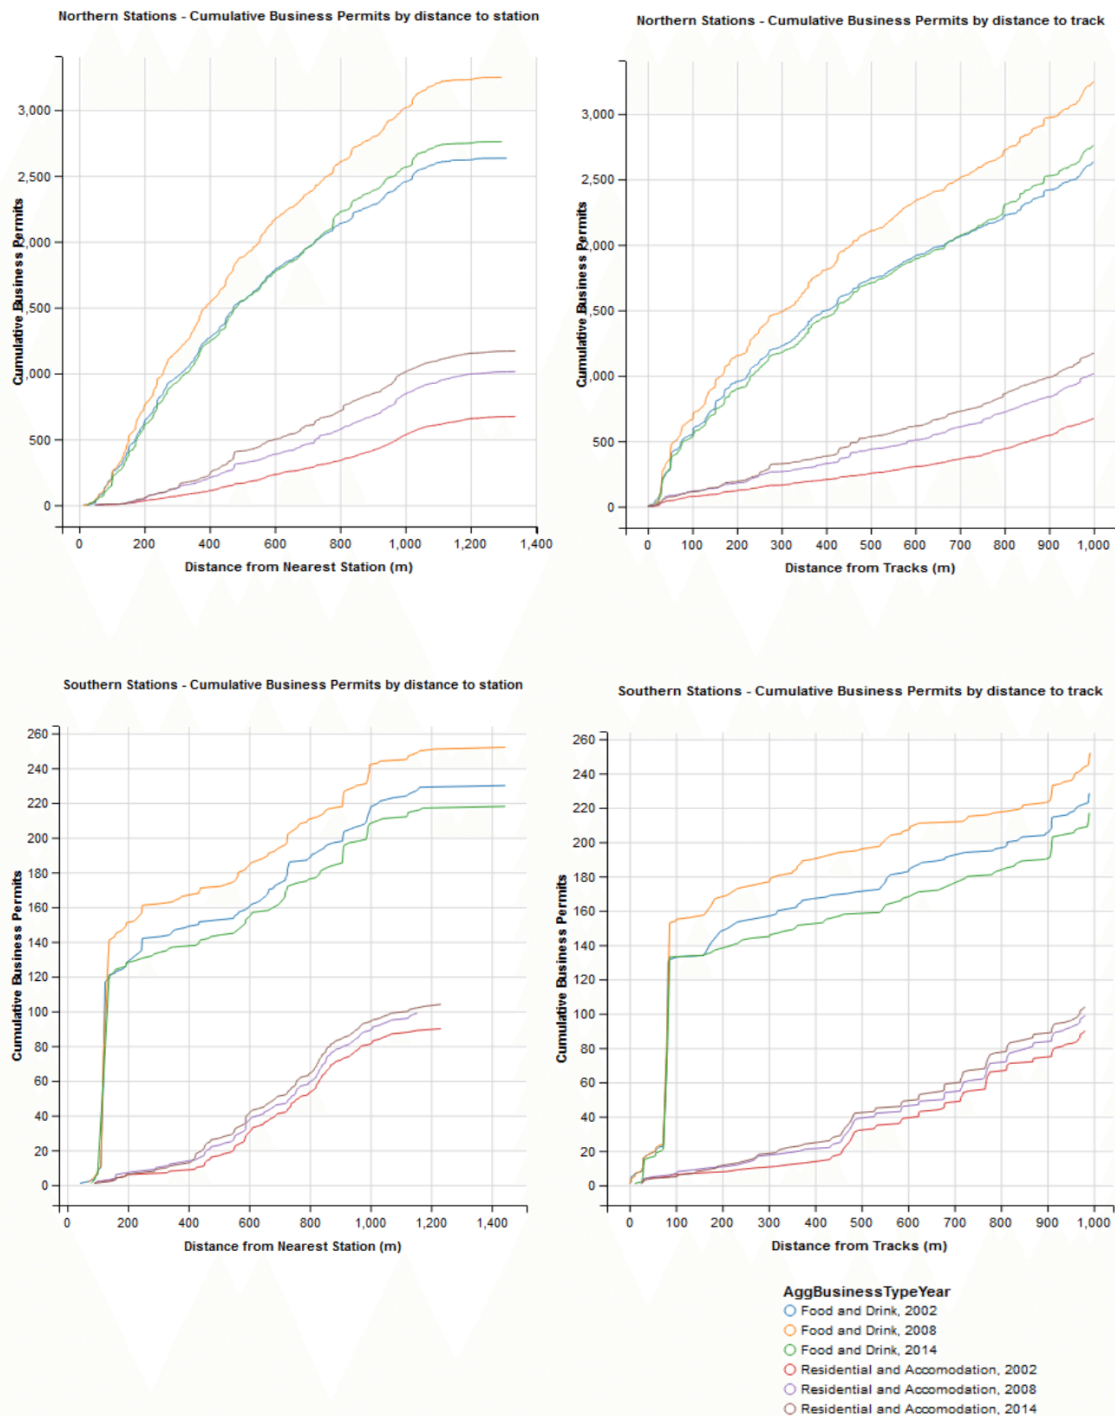 Northern Stations - Cumulative Business Permits by distance to station
Cumulative Business Permits
3,000
2,500
2,000
1,500
1,000
500
0
0 200 400 600 800 1,000 1,200 1,400
Distance from Nearest Station (m)
Northern Stations - Cumulative Business Permits by distance to track
Cumulative Business Permits
3,000
2,500
2,000
1,500
1,000
500
0
0 100 200 300 400 500 600 700 800 900 1,000
Distance from Tracks (m)
Southern Stations - Cumulative Business Permits by distance to station
Cumulative Business Permits
260
240
220
200
180
160
140
120
100
80
60
40
20
0
0 200 400 600 800 1,000 1,200 1,400
Distance from Nearest Station (m)
Southern Stations - Cumulative Business Permits by distance to track
Cumulative Business Permits
260
240
220
200
180
160
140
120
100
80
60
40
20
0
0 100 200 300 400 500 600 700 800 900 1,000
Distance from Tracks (m)
AggBusinessTypeYear
Food and Drink, 2002
Food and Drink, 2008
Food and Drink, 2014
Residential and Accomodation, 2002
Residential and Accomodation, 2008
Residential and Accomodation, 2014